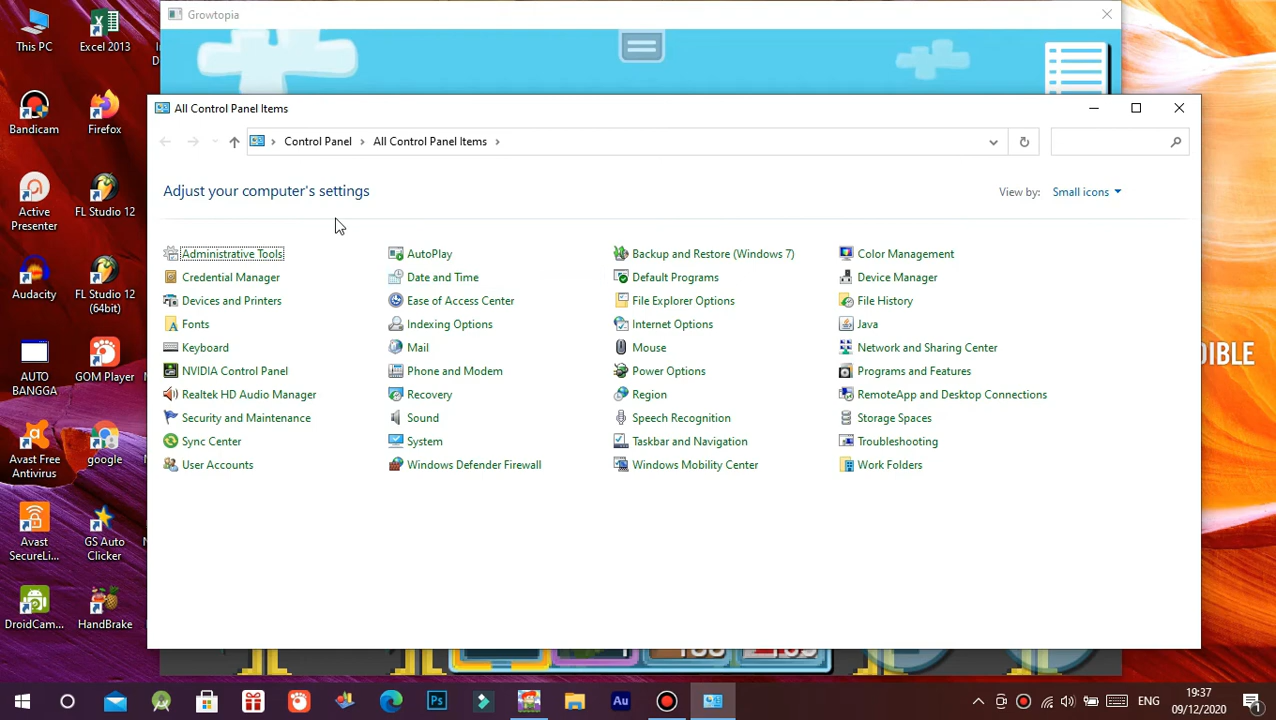 This PC
Excel 2013
Bandicam
Firefox
Active
Presenter
FL Studio 12
Audacity
FL Studio 12
(64bit)
AUTO
BANGGA
GOM Player
Avast Free
Antivirus
google
Avast
SecureLi...
GS Auto
Clicker
DroidCam...
HandBrake
Growtopia
All Control Panel Items
Control Panel > All Control Panel Items >
Adjust your computer's settings
View by: Small icons
Administrative Tools
AutoPlay
Backup and Restore (Windows 7)
Color Management
Credential Manager
Date and Time
Default Programs
Device Manager
Devices and Printers
Ease of Access Center
File Explorer Options
File History
Fonts
Indexing Options
Internet Options
Java
Keyboard
Mail
Mouse
Network and Sharing Center
NVIDIA Control Panel
Phone and Modem
Power Options
Programs and Features
Realtek HD Audio Manager
Recovery
Region
RemoteApp and Desktop Connections
Security and Maintenance
Sound
Speech Recognition
Storage Spaces
Sync Center
System
Taskbar and Navigation
Troubleshooting
User Accounts
Windows Defender Firewall
Windows Mobility Center
Work Folders
DIBLE
Ps
Au
ENG
19:37
09/12/2020
1